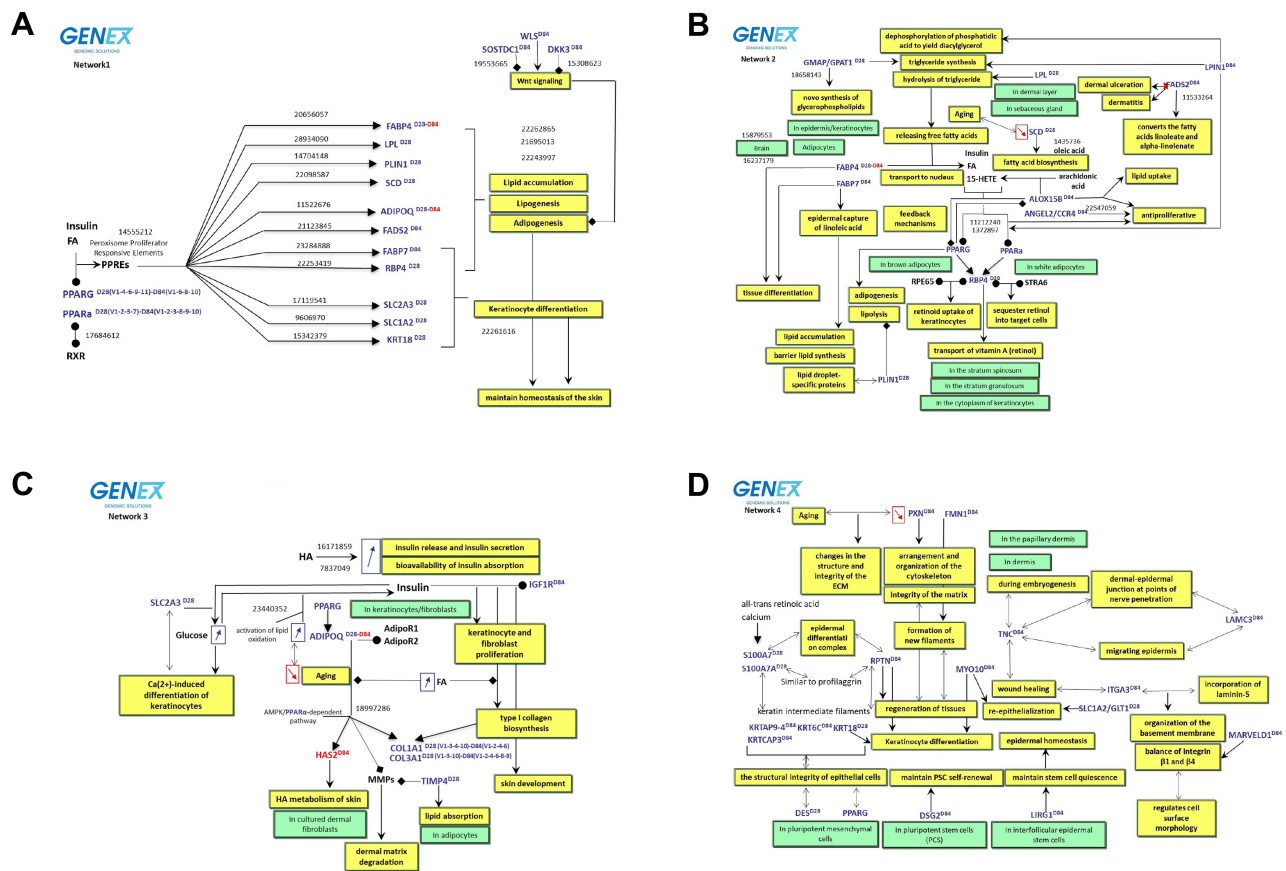 A
GENEX
GENOMIC SOLUTIONS
Network1
WLS D84
SOSTDC1 D84
DKK3 D84
19553665
15308623
Wnt signaling
20656057
FABP4 D28-D84
28934090
LPL D28
14704148
PLIN1 D28
22098587
SCD D28
11522676
ADIPOQ D28-D84
21123845
FADS2 D84
23284888
FABP7 D84
22253419
RBP4 D28
17119541
SLC2A3 D28
9606970
SLC1A2 D28
15342379
KRT18 D28
22262865
21695013
22243997
Lipid accumulation
Lipogenesis
Adipogenesis
Insulin
FA
14555212
Peroxisome Proliferator
Responsive Elements
PPREs
PPARG D28(V1-4-6-9-11)-D84(V1-6-8-10)
PPARa D28(V1-2-3-7)-D84(V1-2-3-8-9-10)
17684612
RXR
Keratinocyte differentiation
22261616
maintain homeostasis of the skin
B
GENEX
GENOMIC SOLUTIONS
Network 2
dephosphorylation of phosphatidic
acid to yield diacylglycerol
GMAP/GPAT1 D28
triglyceride synthesis
18658143
hydrolysis of triglyceride
LPL D28
LPIN1 D84
novo synthesis of
glycerophospholipids
In dermal layer
In sebaceous gland
dermal ulceration
FADS2 D84
dermatitis
11533264
Aging
converts the fatty
acids linoleate and
alpha-linolenate
In epidermis/keratinocytes
15879553
Brain
Adipocytes
16237179
releasing free fatty acids
SCD D28
1435736
oleic acid
fatty acid biosynthesis
Insulin
FA
FABP4 D28-D84
transport to nucleus
15-HETE
arachidonic
acid
lipid uptake
FABP7 D84
ALOX15B D84
22547059
ANGEL2/CCR4 D84
antiproliferative
epidermal capture
of linoleic acid
feedback
mechanisms
11212240
1372897
PPARG
PPARa
In brown adipocytes
In white adipocytes
RPE65
RBP4 D28
STRA6
tissue differentiation
adipogenesis
lipolysis
retinoid uptake of
keratinocytes
sequester retinol
into target cells
lipid accumulation
barrier lipid synthesis
lipid droplet-
specific proteins
PLIN1 D28
transport of vitamin A (retinol)
In the stratum spinosum
In the stratum granulosum
In the cytoplasm of keratinocytes
C
GENEX
GENOMIC SOLUTIONS
Network 3
HA
16171859
7837049
insulin release and insulin secretion
bioavailability of insulin absorption
Insulin
IGF1R D84
SLC2A3 D28
23440352
PPARG
In keratinocytes/fibroblasts
Glucose
activation of lipid
oxidation
ADIPOQ D28-D84
AdipoR1
AdipoR2
keratinocyte and
fibroblast
proliferation
Aging
FA
Ca(2+)-induced
differentiation of
keratinocytes
AMPK/PPARα-dependent
pathway
18997286
type I collagen
biosynthesis
HAS2 D84
COL1A1 D28 (V1-3-4-10)-D84(V1-2-4-6)
COL3A1 D28 (V1-3-10)-D84(V1-2-4-6-8-9)
MMPs
TIMP4 D28
skin development
HA metabolism of skin
In cultured dermal
fibroblasts
lipid absorption
In adipocytes
dermal matrix
degradation
D
GENEX
GENOMIC SOLUTIONS
Network 4
Aging
PXN D84
FMN1 D84
In the papillary dermis
In dermis
changes in the
structure and
integrity of the
ECM
arrangement and
organization of the
cytoskeleton
integrity of the matrix
during embryogenesis
dermal-epidermal
junction at points of
nerve penetration
all-trans retinoic acid
calcium
LAMC3 D84
epidermal
differentiati
on complex
formation of
new filaments
TNC D84
migrating epidermis
S100A7 D28
S100A7A D28
RPTN D84
MYO10 D84
Similar to profilaggrin
wound healing
ITGA3 D84
incorporation of
laminin-5
keratin intermediate filaments
regeneration of tissues
re-epithelialization
SLC1A2/GLT1 D28
KRTAP9-4 D84
KRT6C D84
KRT18 D28
KRTCAP3 D84
Keratinocyte differentiation
epidermal homeostasis
organization of the
basement membrane
MARVELD1 D84
balance of Integrin
β1 and β4
the structural integrity of epithelial cells
maintain PSC self-renewal
maintain stem cell quiescence
regulates cell
surface
morphology
DES D28
PPARG
DSG2 D84
LIRG1 D84
In pluripotent mesenchymal
cells
In pluripotent stem cells
(PCS)
In interfollicular epidermal
stem cells